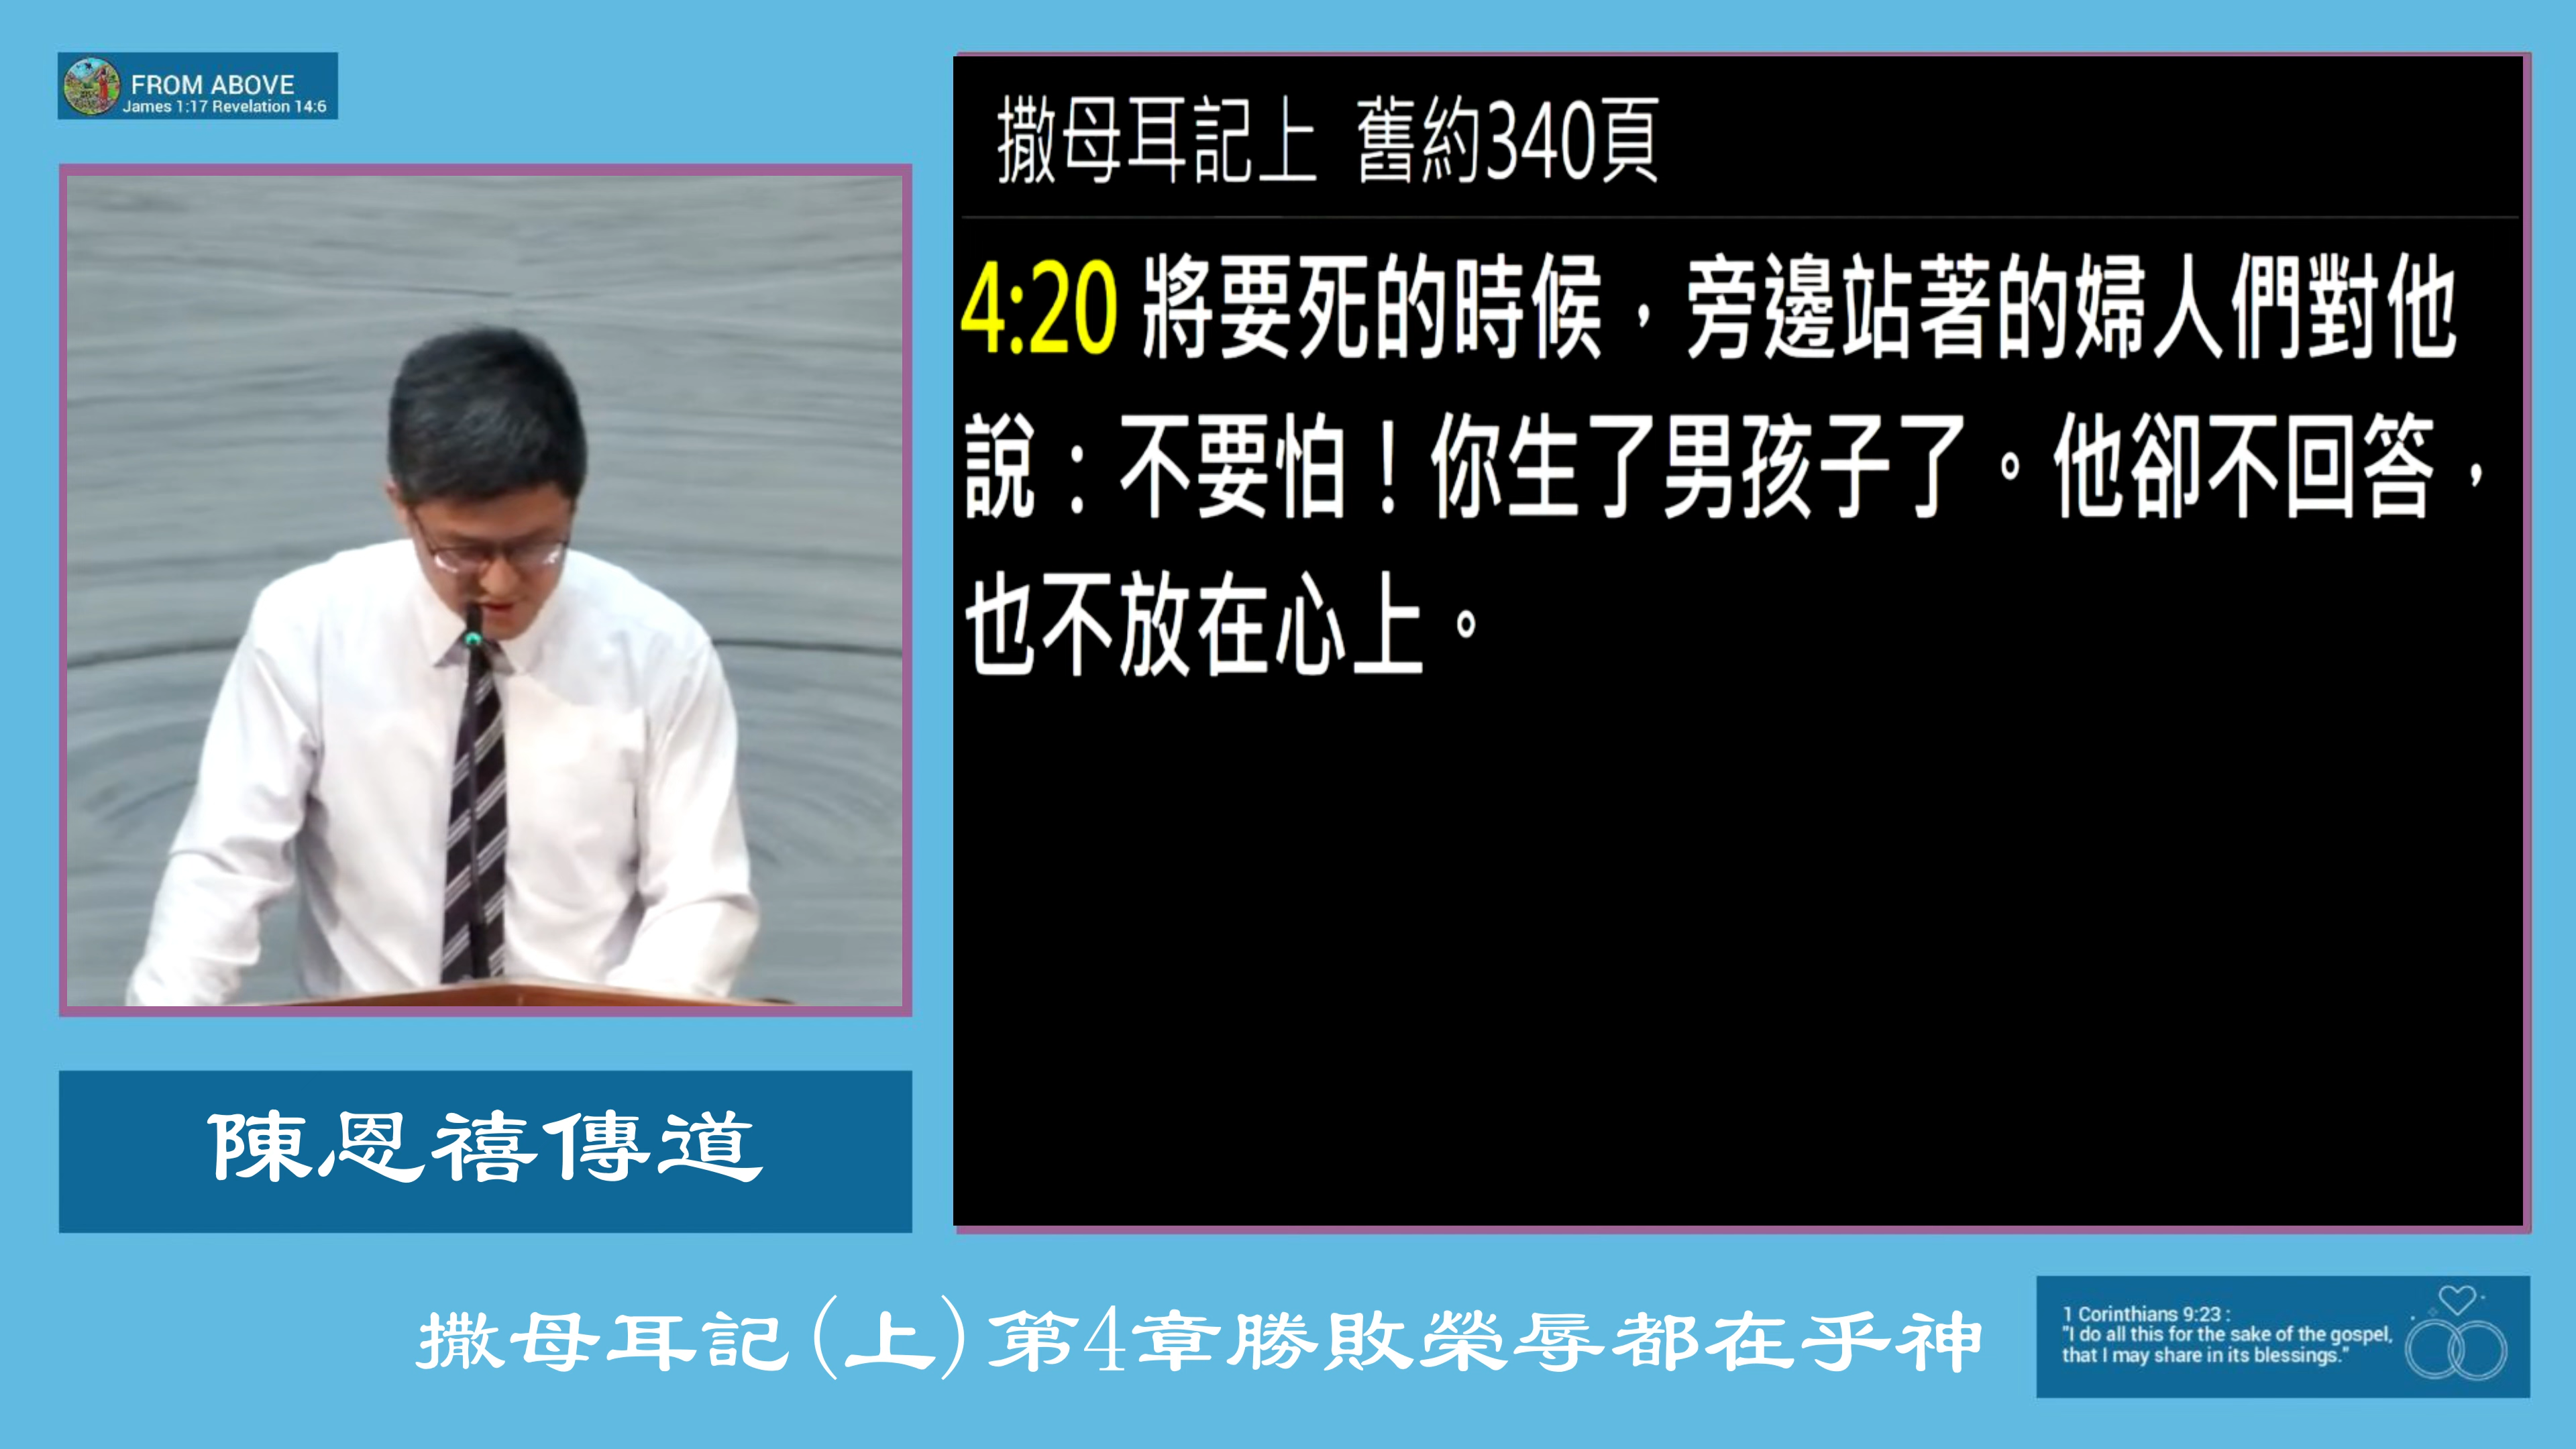 FROM ABOVE
James 1:17 Revelation 14:6
撒母耳記上 舊約340頁
4:20 將要死的時候，旁邊站著的婦人們對他
說：不要怕！你生了男孩子了。他卻不回答，
也不放在心上。
陳恩禧傳道
撒母耳記(上)第4章勝敗榮辱都在乎神
1 Corinthians 9:23 :
"I do all this for the sake of the gospel,
that I may share in its blessings."